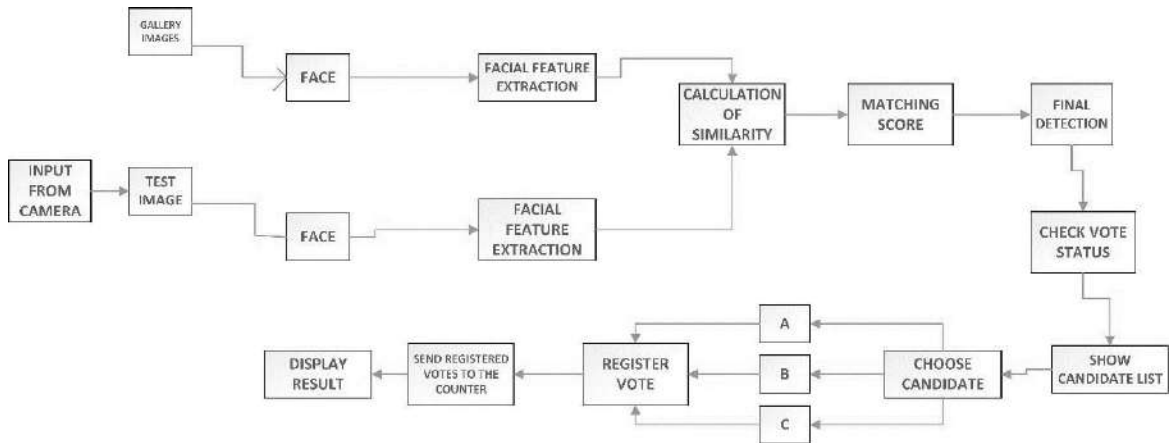 GALLERY
IMAGES
FACE
FACIAL FEATURE
EXTRACTION
CALCULATION
OF
SIMILARITY
MATCHING
SCORE
FINAL
DETECTION
INPUT
FROM
CAMERA
TEST
IMAGE
FACE
FACIAL
FEATURE
EXTRACTION
CHECK VOTE
STATUS
SHOW
CANDIDATE LIST
CHOOSE
CANDIDATE
A
B
C
REGISTER
VOTE
SEND REGISTERED
VOTES TO THE
COUNTER
DISPLAY
RESULT